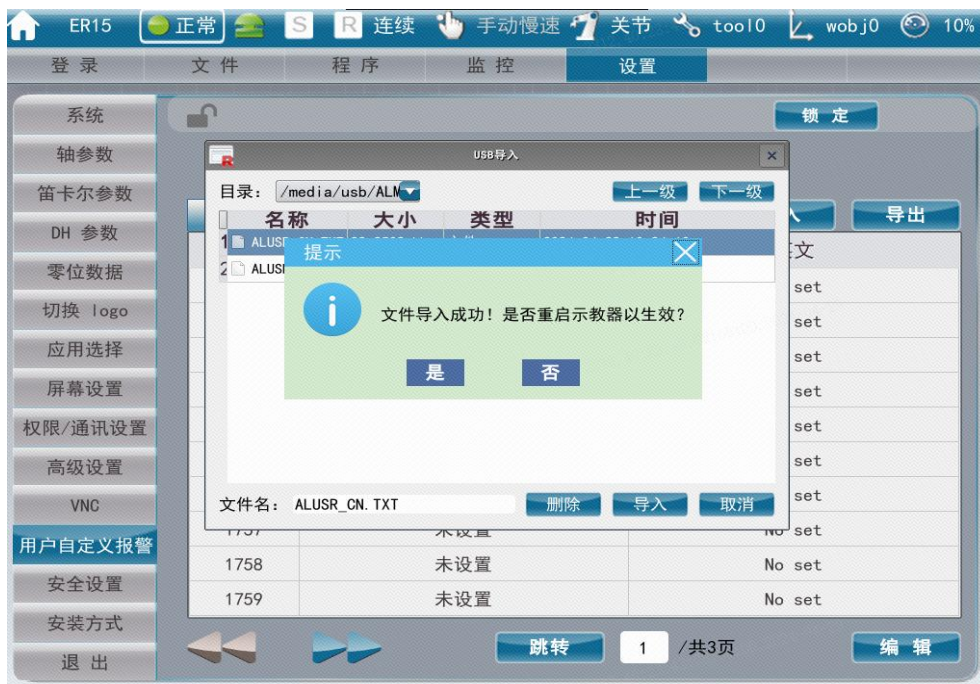 ER15 正常 S R 连续 手动慢速 关节 tool0 wobj0 10%
登 录 文 件 程 序 监 控 设置
系统
轴参数
笛卡尔参数
DH 参数
零位数据
切换 logo
应用选择
屏幕设置
权限/通讯设置
高级设置
VNC
用户自定义报警
安全设置
安装方式
退 出
锁 定
导出
USB导入
目录: /media/usb/ALM 上一级 下一级
名称 大小 类型 时间
1
2 ALUS
提示
文件导入成功! 是否重启示教器以生效?
是 否
文件名: ALUSR_CN.TXT 删除 导入 取消
文
set
set
set
set
set
set
set
1757 未设置 No set
1758 未设置 No set
1759 未设置 No set
跳转 1 /共3页 编 辑